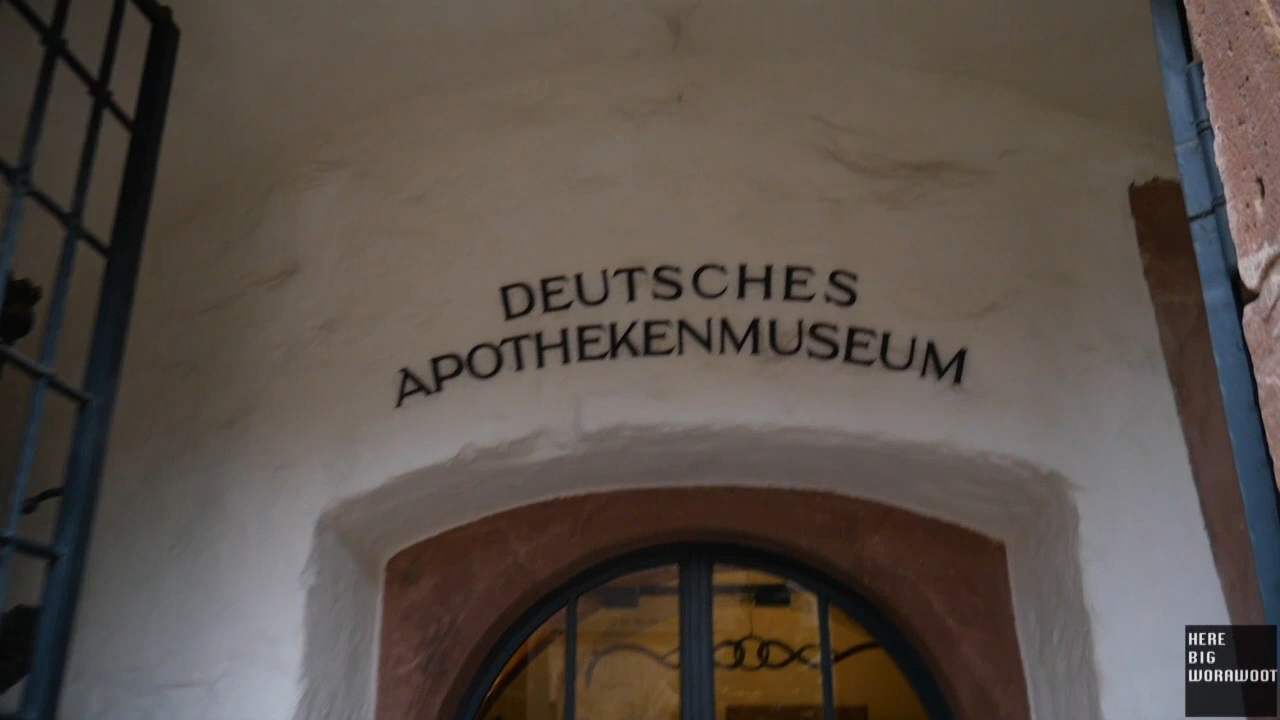 DEUTSCHES
APOTHEKENMUSEUM
HERE
BIG
WORAWOOT